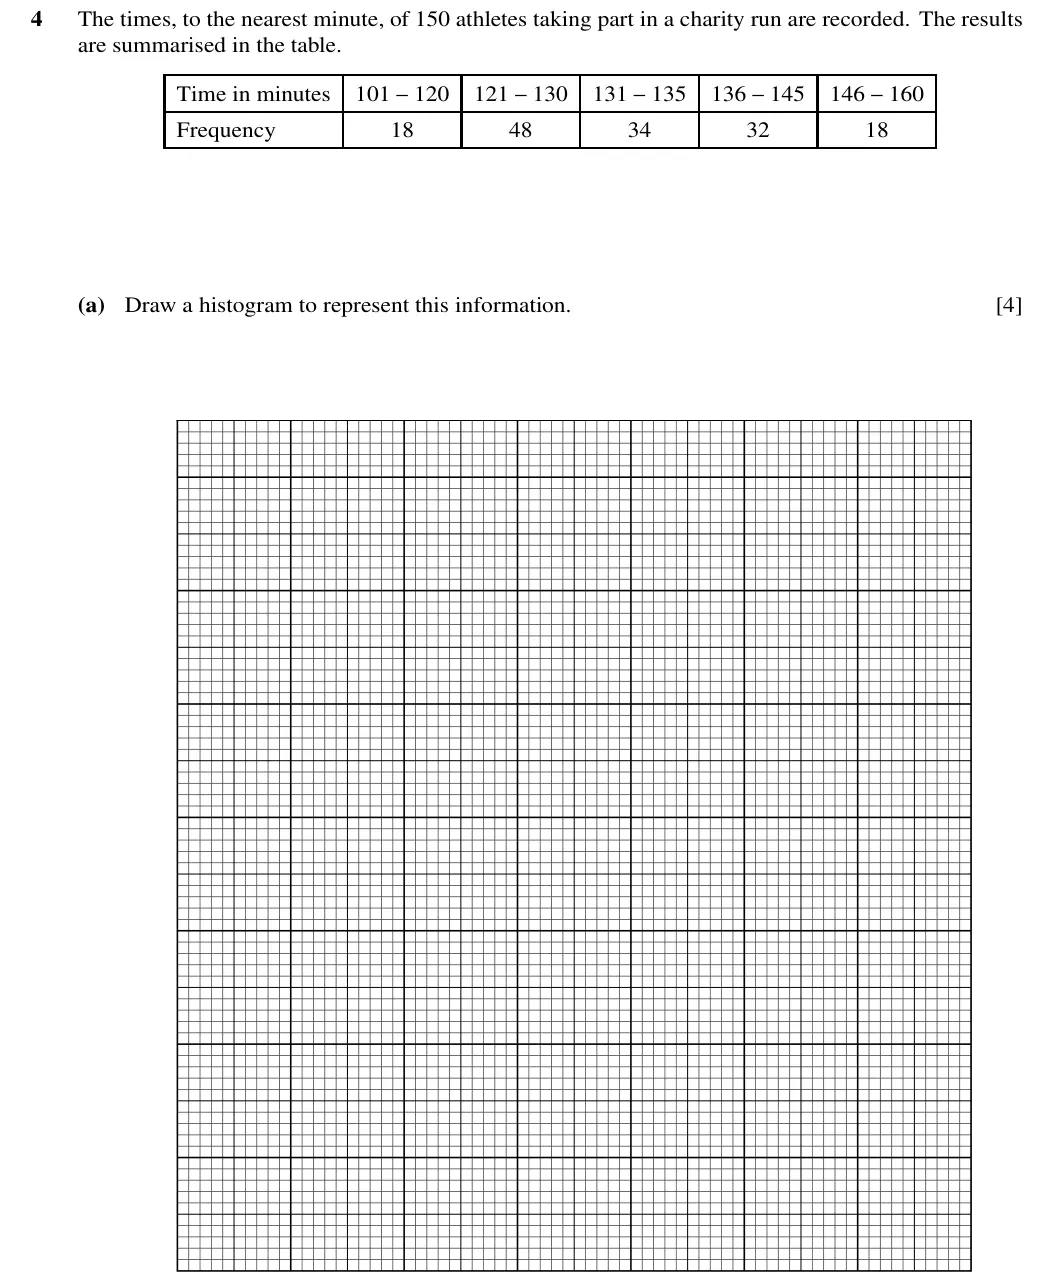 4 The times, to the nearest minute, of 150 athletes taking part in a charity run are recorded. The results
are summarised in the table.
Time in minutes 101 – 120 121 – 130 131 – 135 136 – 145 146 – 160
Frequency 18 48 34 32 18
(a) Draw a histogram to represent this information. [4]